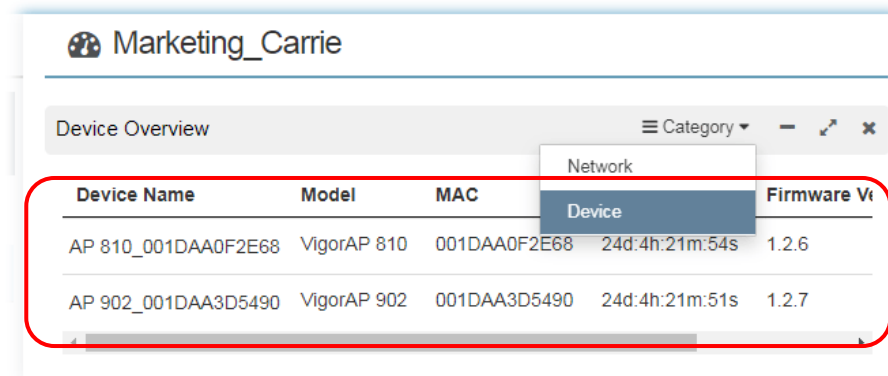 Marketing_Carrie
Device Overview Category
Network
Device Name Model MAC Firmware
Device
AP 810_001DAA0F2E68 VigorAP 810 001DAA0F2E68 24d:4h:21m:54s 1.2.6
AP 902_001DAA3D5490 VigorAP 902 001DAA3D5490 24d:4h:21m:51s 1.2.7